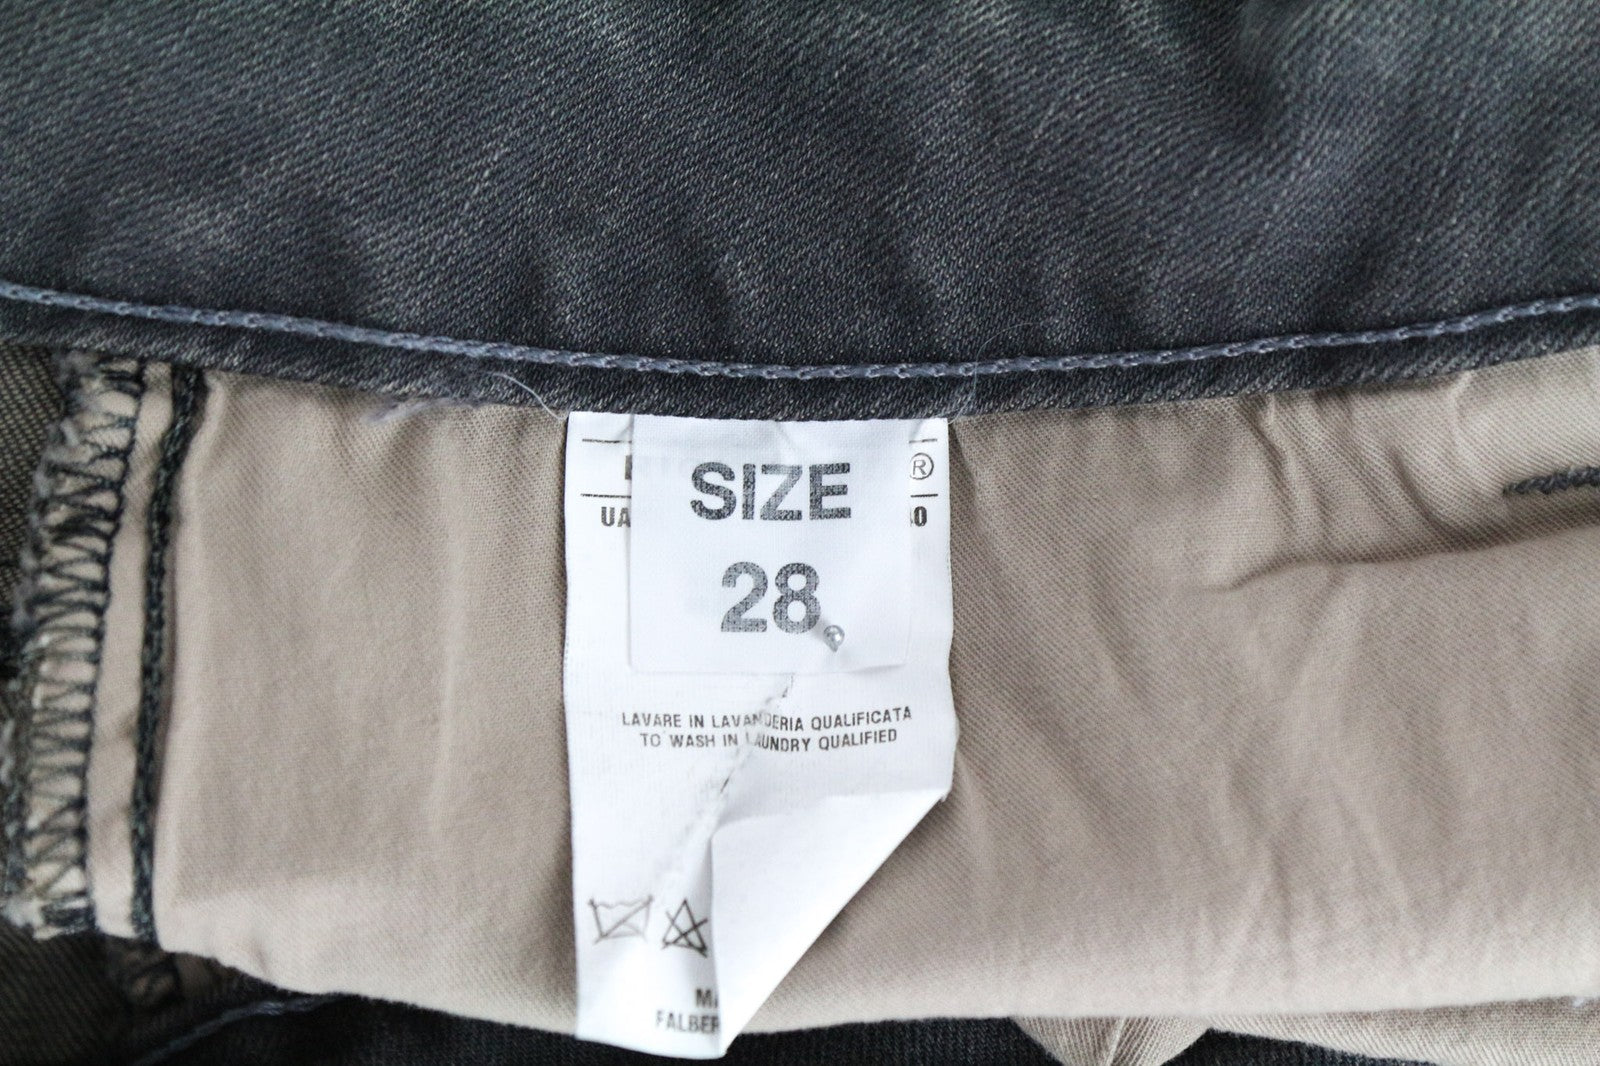 ®
SIZE
28
LAVARE IN LAVANDERIA QUALIFICATA
TO WASH IN LAUNDRY QUALIFIED